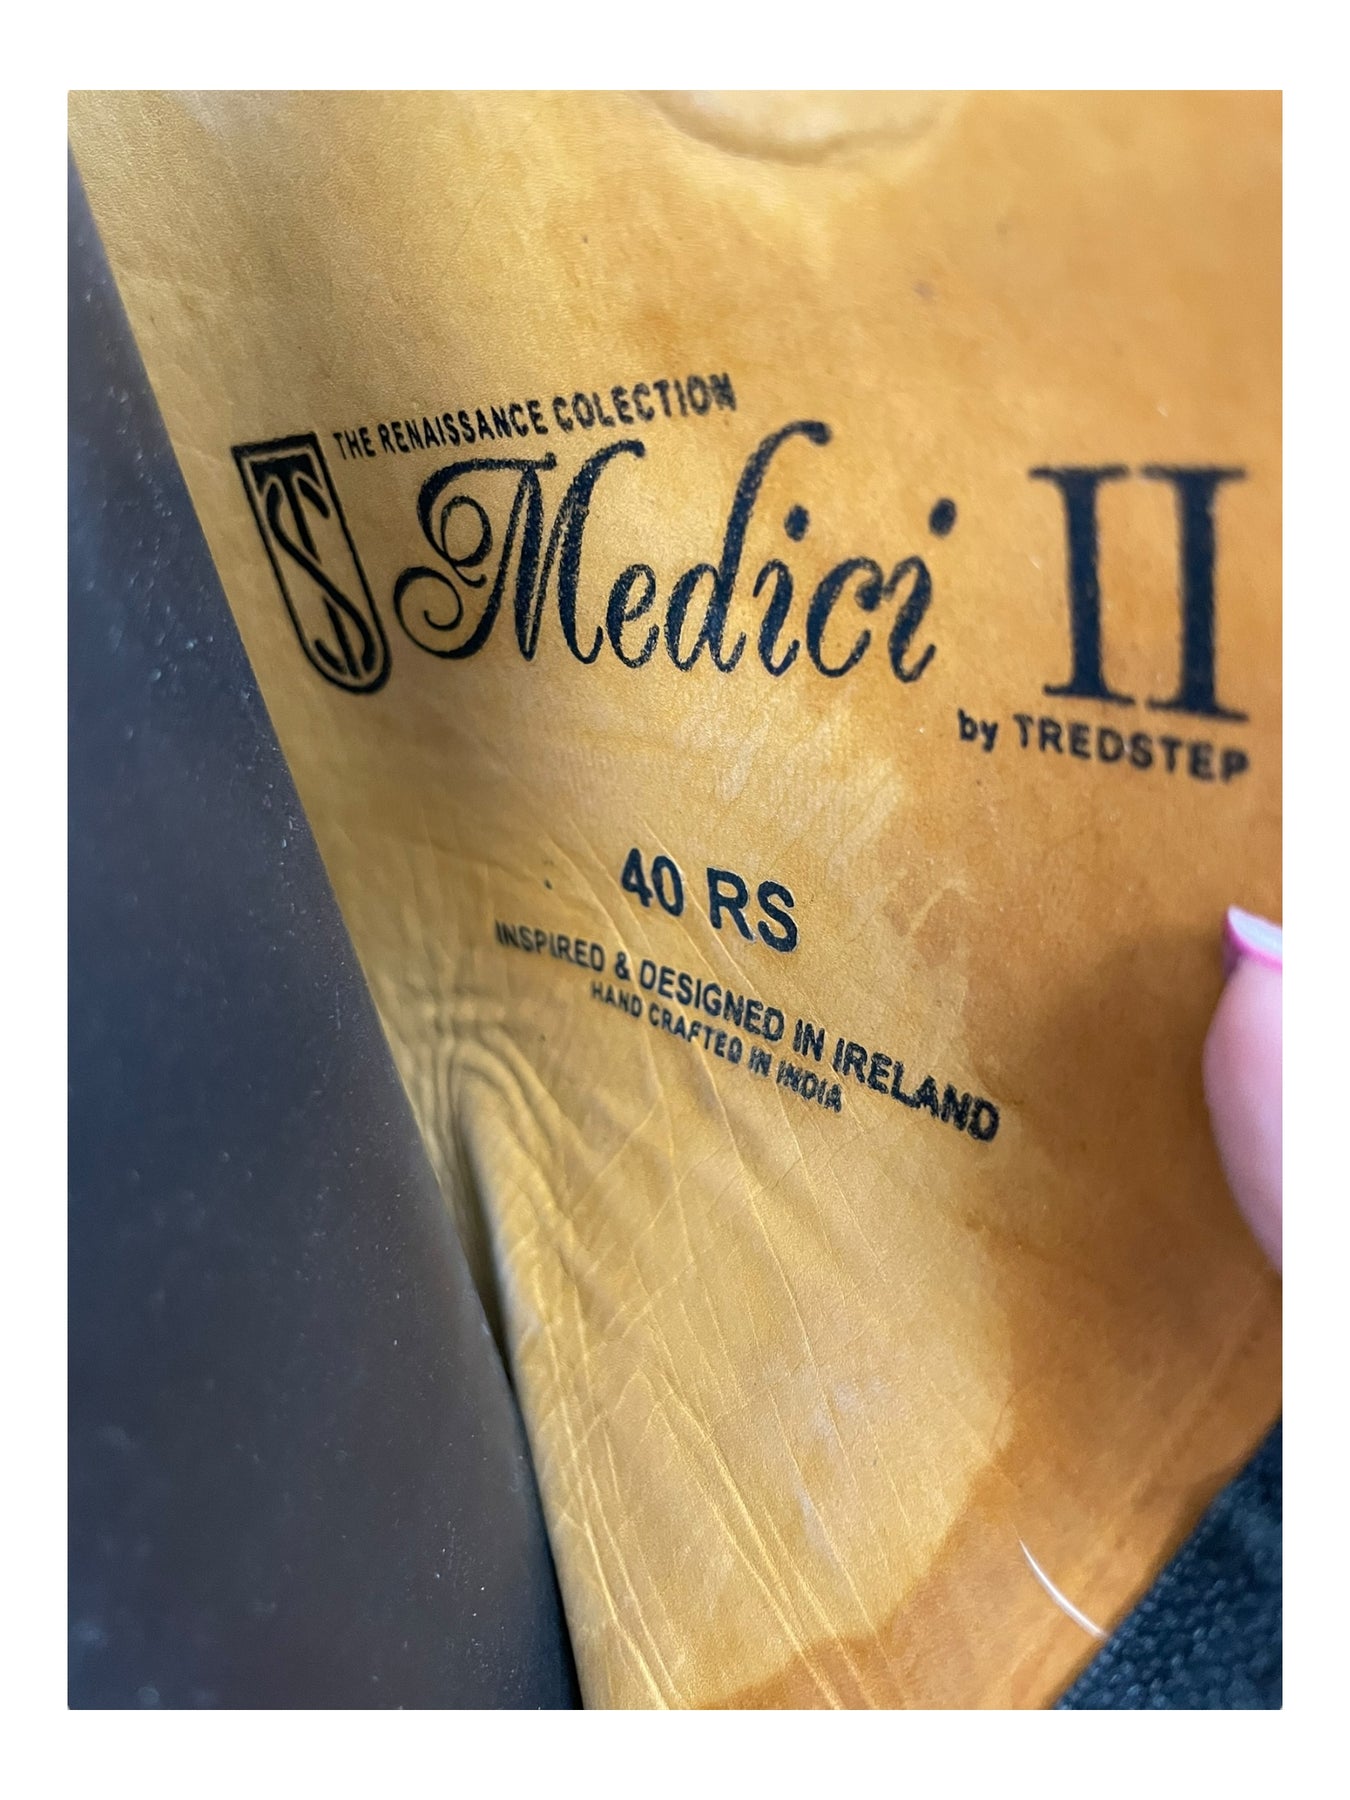 THE RENAISSANCE COLECTION
TS Medici II
by TREDSTEP
40 RS
INSPIRED & DESIGNED IN IRELAND
HAND CRAFTED IN INDIA